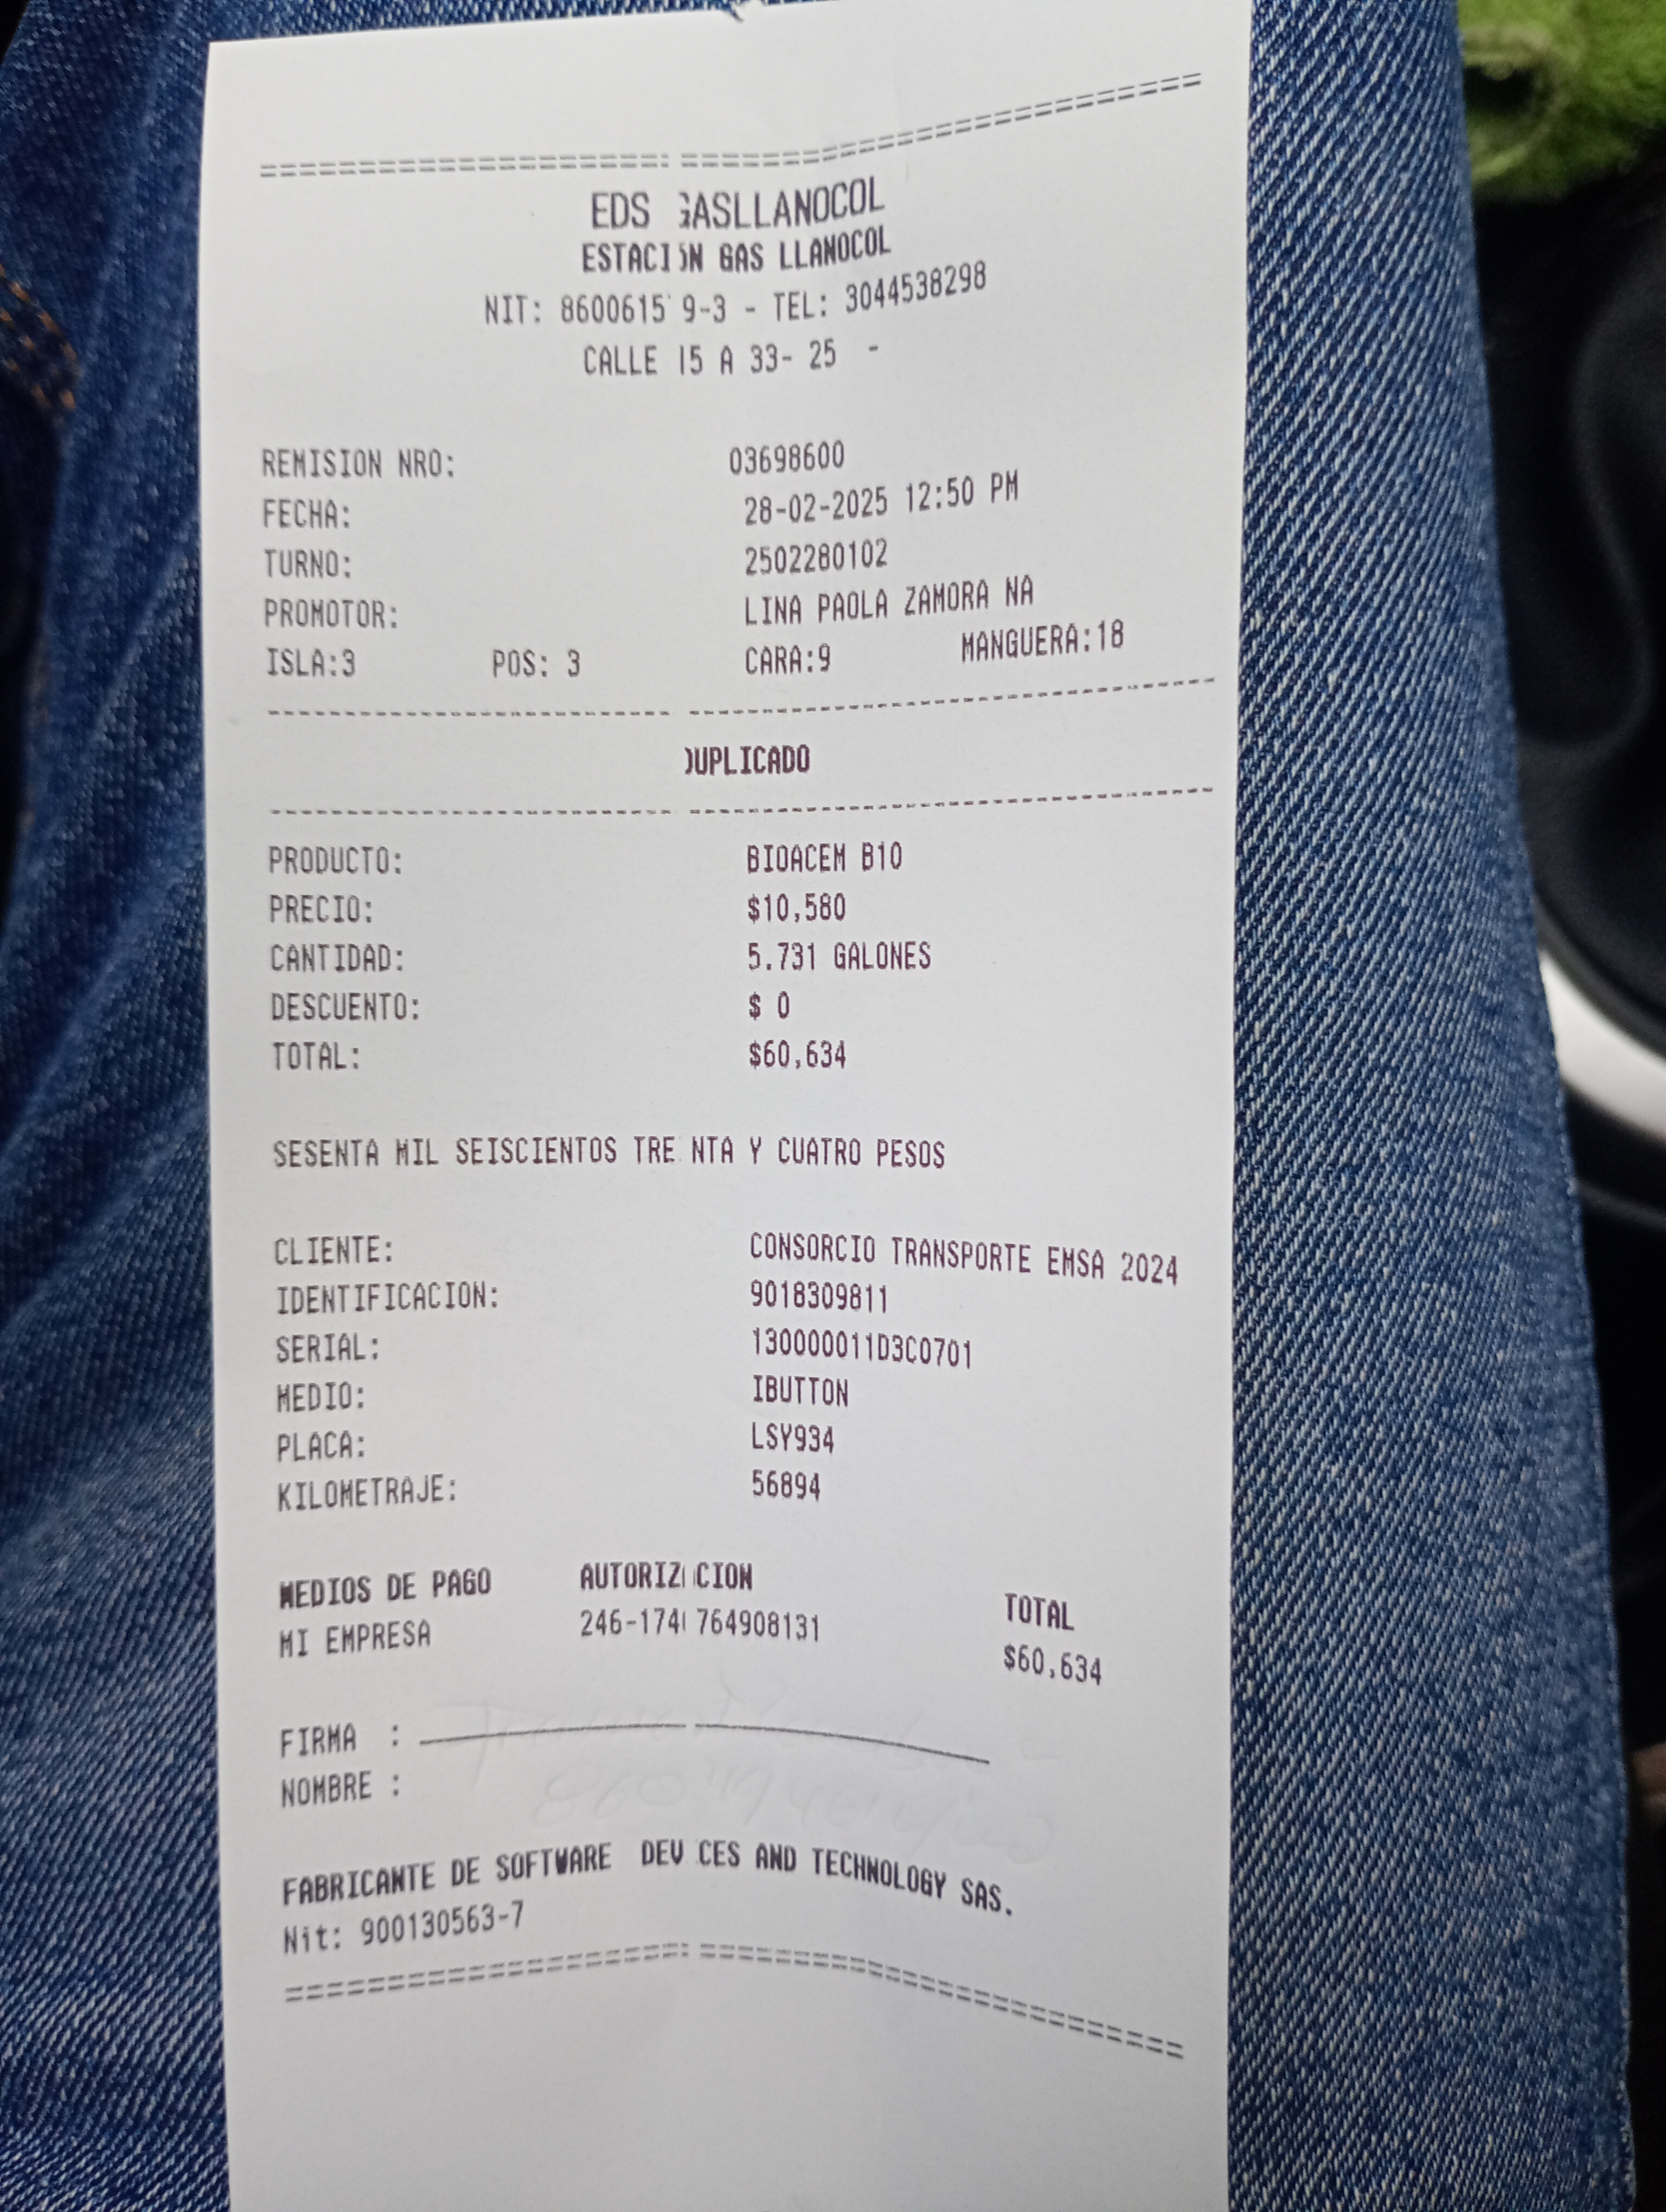 ================================================
EDS GASLLANOCOL
ESTACION GAS LLANOCOL
NIT: 8600615 9-3 - TEL: 3044538298
CALLE 15 A 33- 25 -
REMISION NRO: 03698600
FECHA: 28-02-2025 12:50 PM
TURNO: 2502280102
PROMOTOR: LINA PAOLA ZAMORA NA
ISLA:3 POS: 3 CARA:9 MANGUERA:18
------------------------------------------------
DUPLICADO
------------------------------------------------
PRODUCTO: BIOACEM B10
PRECIO: $10,580
CANTIDAD: 5.731 GALONES
DESCUENTO: $ 0
TOTAL: $60,634
SESENTA MIL SEISCIENTOS TREINTA Y CUATRO PESOS
CLIENTE: CONSORCIO TRANSPORTE EMSA 2024
IDENTIFICACION: 9018309811
SERIAL: 130000011D3C0701
MEDIO: IBUTTON
PLACA: LSY934
KILOMETRAJE: 56894
MEDIOS DE PAGO AUTORIZACION TOTAL
MI EMPRESA 246-174 764908131 $60,634
FIRMA :
NOMBRE :
FABRICANTE DE SOFTWARE DEVICES AND TECHNOLOGY SAS.
Nit: 900130563-7
================================================